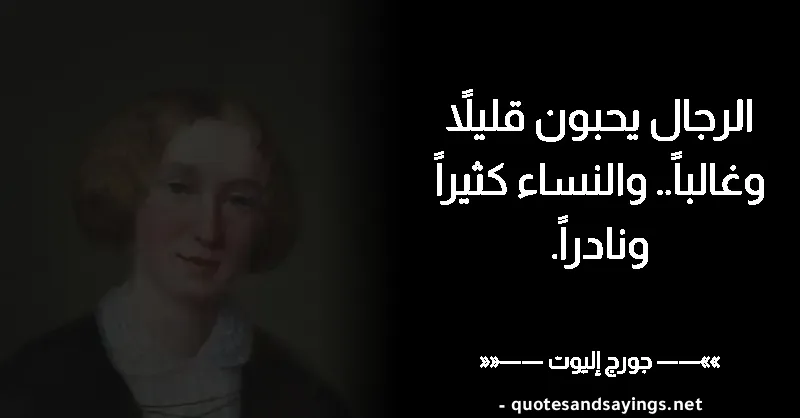 الرجال يحبون قليلًا
وغالباً.. والنساء كثيراً
ونادراً.
»»—— جورج إليوت ——««
- quotesandsayings.net